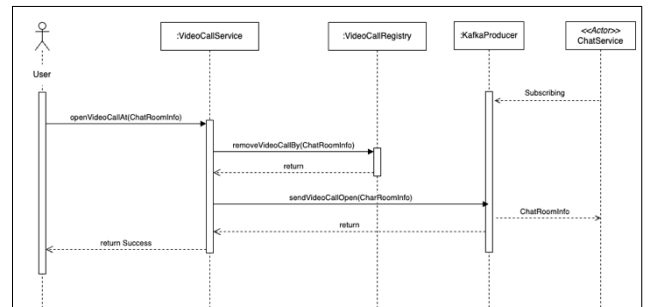 :VideoCallService
:VideoCallRegistry
:KafkaProducer
<<Actor>>
ChatService
User
Subscribing
openVideoCallAt(ChatRoomInfo)
removeVideoCallBy(ChatRoomInfo)
return
sendVideoCallOpen(CharRoomInfo)
ChatRoomInfo
return
return Success